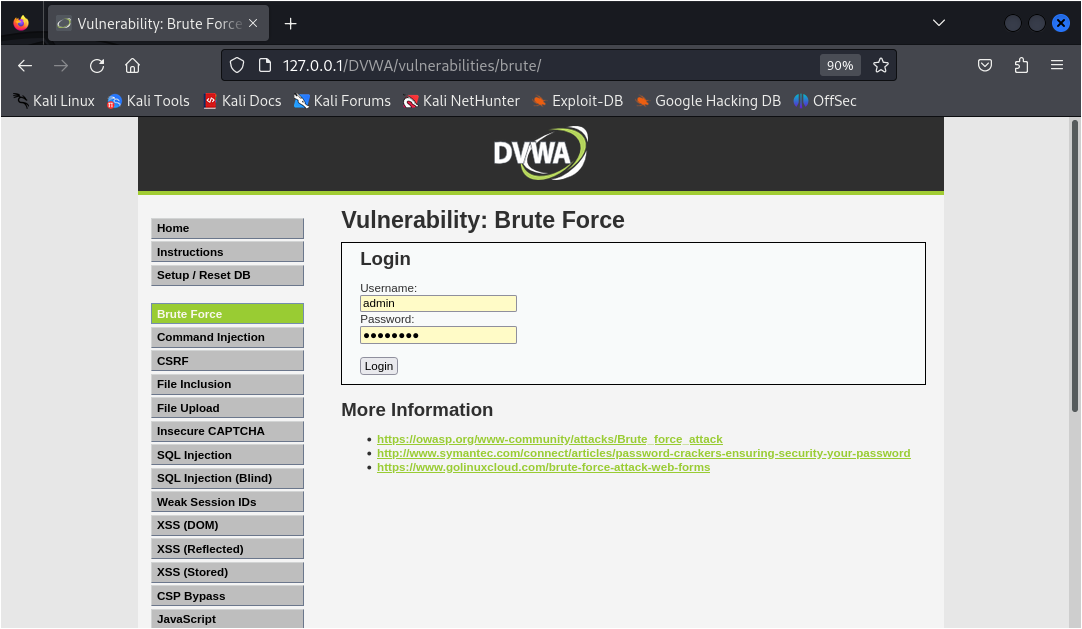 Vulnerability: Brute Force
127.0.0.1/DVWA/vulnerabilities/brute/
90%
Kali Linux
Kali Tools
Kali Docs
Kali Forums
Kali NetHunter
Exploit-DB
Google Hacking DB
OffSec
DVWA
Home
Instructions
Setup / Reset DB
Brute Force
Command Injection
CSRF
File Inclusion
File Upload
Insecure CAPTCHA
SQL Injection
SQL Injection (Blind)
Weak Session IDs
XSS (DOM)
XSS (Reflected)
XSS (Stored)
CSP Bypass
JavaScript
Vulnerability: Brute Force
Login
Username:
admin
Password:
••••••••
Login
More Information
• https://owasp.org/www-community/attacks/Brute_force_attack
• http://www.symantec.com/connect/articles/password-crackers-ensuring-security-your-password
• https://www.golinuxcloud.com/brute-force-attack-web-forms